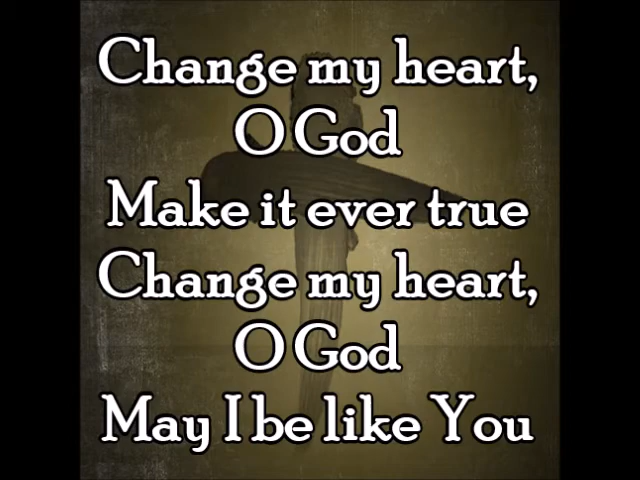 Change my heart,
O God
Make it ever true
Change my heart,
O God
May I be like You